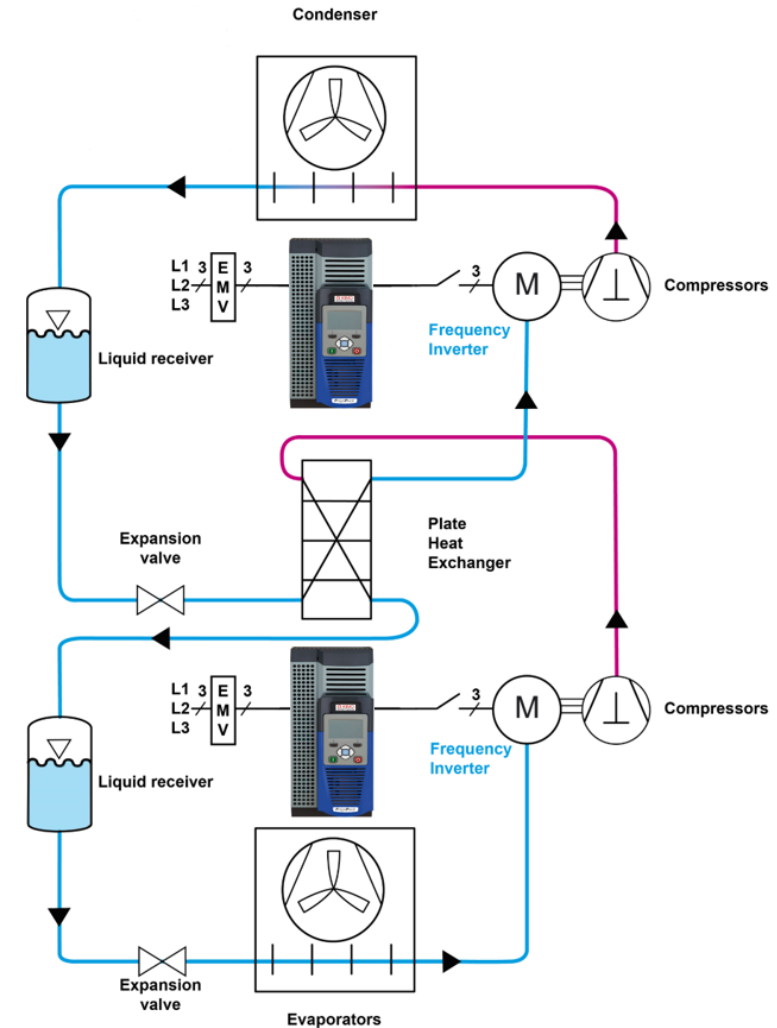 Condenser
L1 3 E 3
L2 M
L3 V
3
M
Compressors
Frequency
Inverter
Liquid receiver
Plate
Heat
Exchanger
Expansion
valve
L1 3 E 3
L2 M
L3 V
3
M
Compressors
Frequency
Inverter
Liquid receiver
Expansion
valve
Evaporators